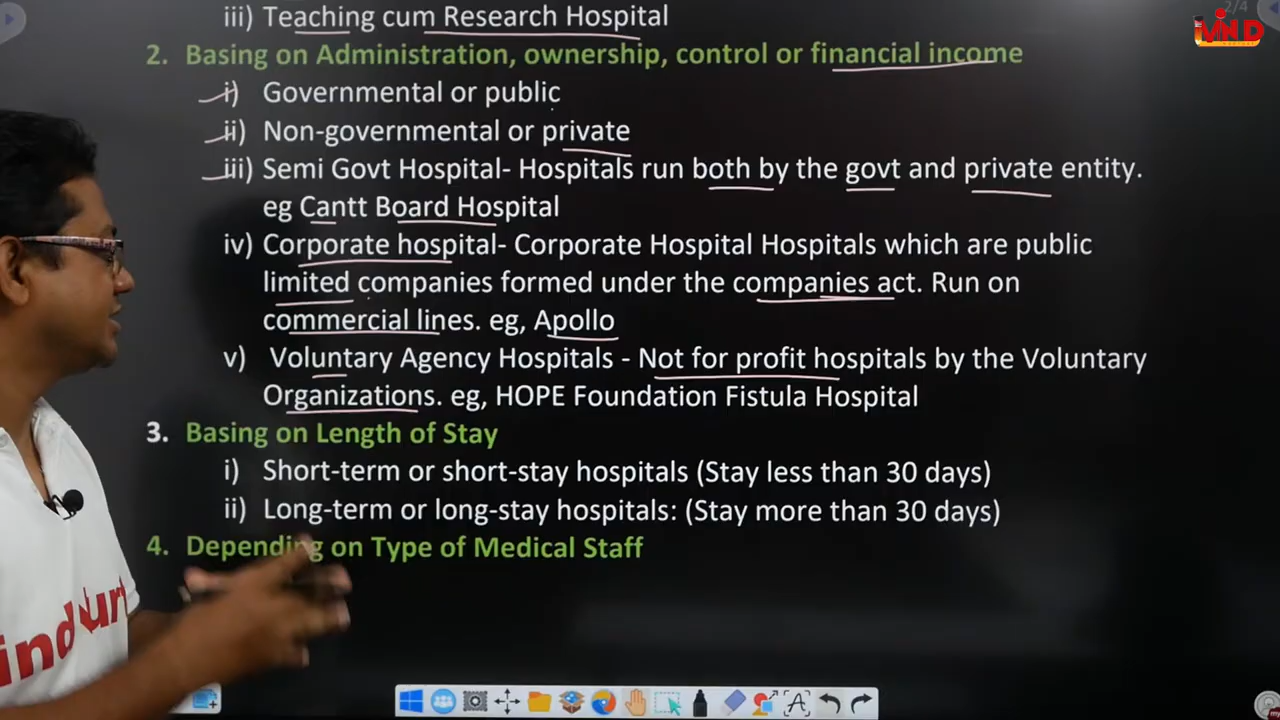 2/4
MIND
iii) Teaching cum Research Hospital
2. Basing on Administration, ownership, control or financial income
i) Governmental or public
ii) Non-governmental or private
iii) Semi Govt Hospital- Hospitals run both by the govt and private entity.
eg Cantt Board Hospital
iv) Corporate hospital- Corporate Hospital Hospitals which are public
limited companies formed under the companies act. Run on
commercial lines. eg, Apollo
v) Voluntary Agency Hospitals - Not for profit hospitals by the Voluntary
Organizations. eg, HOPE Foundation Fistula Hospital
3. Basing on Length of Stay
i) Short-term or short-stay hospitals (Stay less than 30 days)
ii) Long-term or long-stay hospitals: (Stay more than 30 days)
4. Depending on Type of Medical Staff